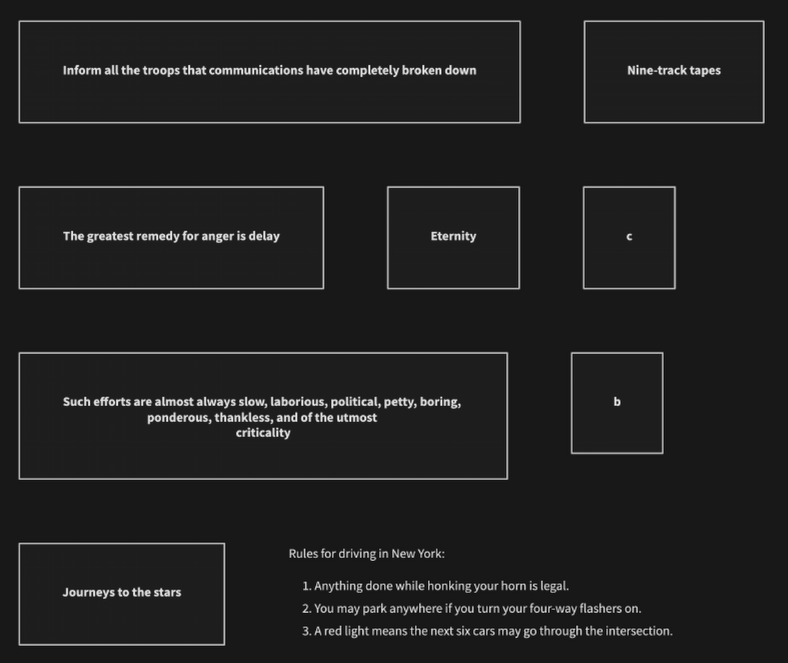 Inform all the troops that communications have completely broken down
Nine-track tapes
The greatest remedy for anger is delay
Eternity
c
Such efforts are almost always slow, laborious, political, petty, boring,
ponderous, thankless, and of the utmost
criticality
b
Journeys to the stars
Rules for driving in New York:
1. Anything done while honking your horn is legal.
2. You may park anywhere if you turn your four-way flashers on.
3. A red light means the next six cars may go through the intersection.